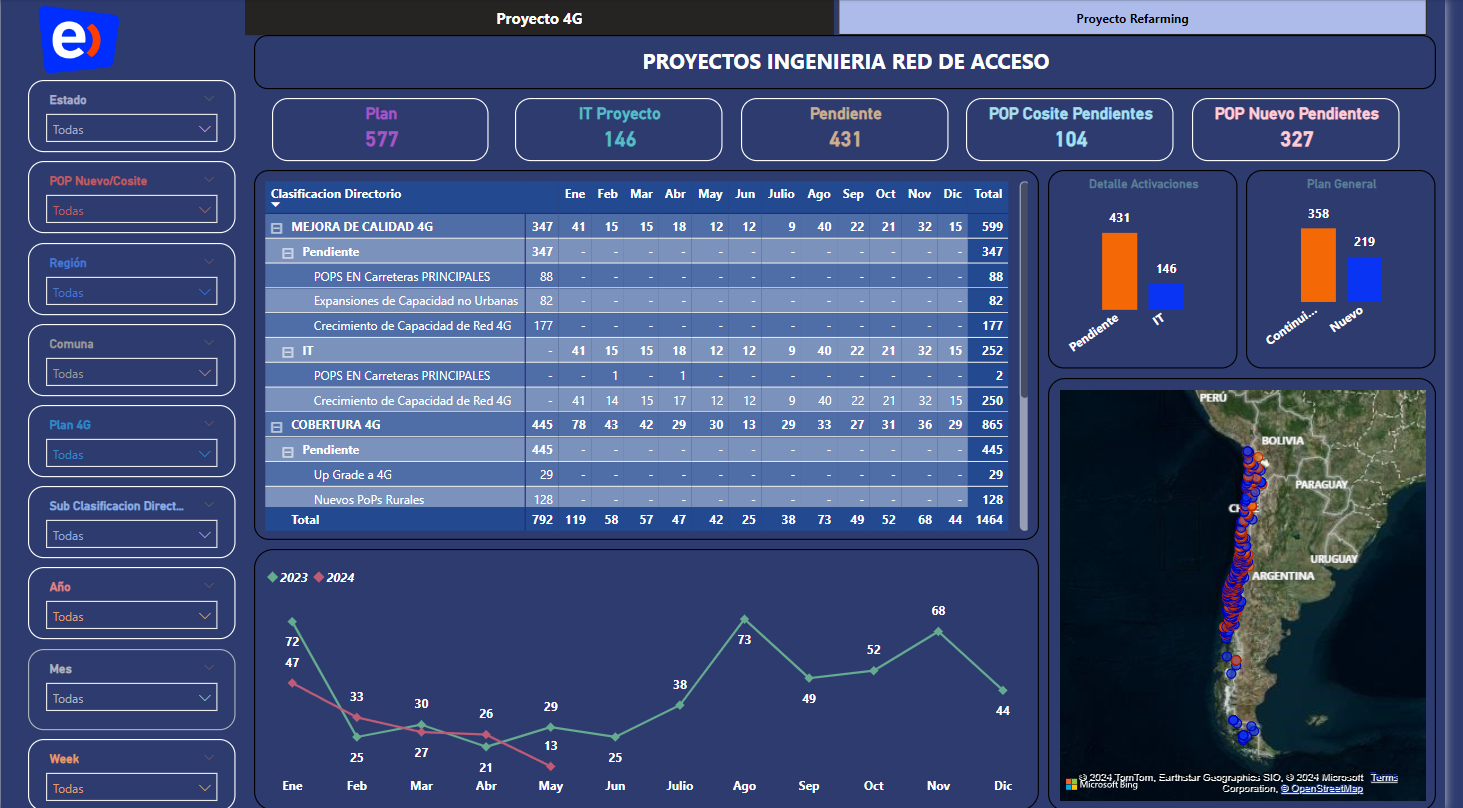 Proyecto 4G
Proyecto Refarming
e)
PROYECTOS INGENIERIA RED DE ACCESO
Estado
Todas
POP Nuevo/Cosite
Todas
Región
Todas
Comuna
Todas
Plan 4G
Todas
Sub Clasificacion Direct...
Todas
Año
Todas
Mes
Todas
Week
Todas
Plan
577
IT Proyecto
146
Pendiente
431
POP Cosite Pendientes
104
POP Nuevo Pendientes
327
Clasificacion Directorio Ene Feb Mar Abr May Jun Julio Ago Sep Oct Nov Dic Total
MEJORA DE CALIDAD 4G 347 41 15 15 18 12 12 9 40 22 21 32 15 599
Pendiente 347 - - - - - - - - - - - - 347
POPS EN Carreteras PRINCIPALES 88 - - - - - - - - - - - - 88
Expansiones de Capacidad no Urbanas 82 - - - - - - - - - - - - 82
Crecimiento de Capacidad de Red 4G 177 - - - - - - - - - - - - 177
IT - 41 15 15 18 12 12 9 40 22 21 32 15 252
POPS EN Carreteras PRINCIPALES - - 1 - 1 - - - - - - - - 2
Crecimiento de Capacidad de Red 4G - 41 14 15 17 12 12 9 40 22 21 32 15 250
COBERTURA 4G 445 78 43 42 29 30 13 29 33 27 31 36 29 865
Pendiente 445 - - - - - - - - - - - - 445
Up Grade a 4G 29 - - - - - - - - - - - - 29
Nuevos PoPs Rurales 128 - - - - - - - - - - - - 128
Total 792 119 58 57 47 42 25 38 73 49 52 68 44 1464
Detalle Activaciones
431
146
Pendiente
IT
Plan General
358
219
Continui...
Nuevo
2023 2024
72
47
33
25
30
27
26
21
29
13
25
38
73
49
52
68
44
Ene Feb Mar Abr May Jun Julio Ago Sep Oct Nov Dic
PERÚ
BOLIVIA
PARAGUAY
CH
URUGUAY
ARGENTINA
© 2024 TomTom, Earthstar Geographics SIO, © 2024 Microsoft Terms
Microsoft Bing
Corporation, © OpenStreetMap